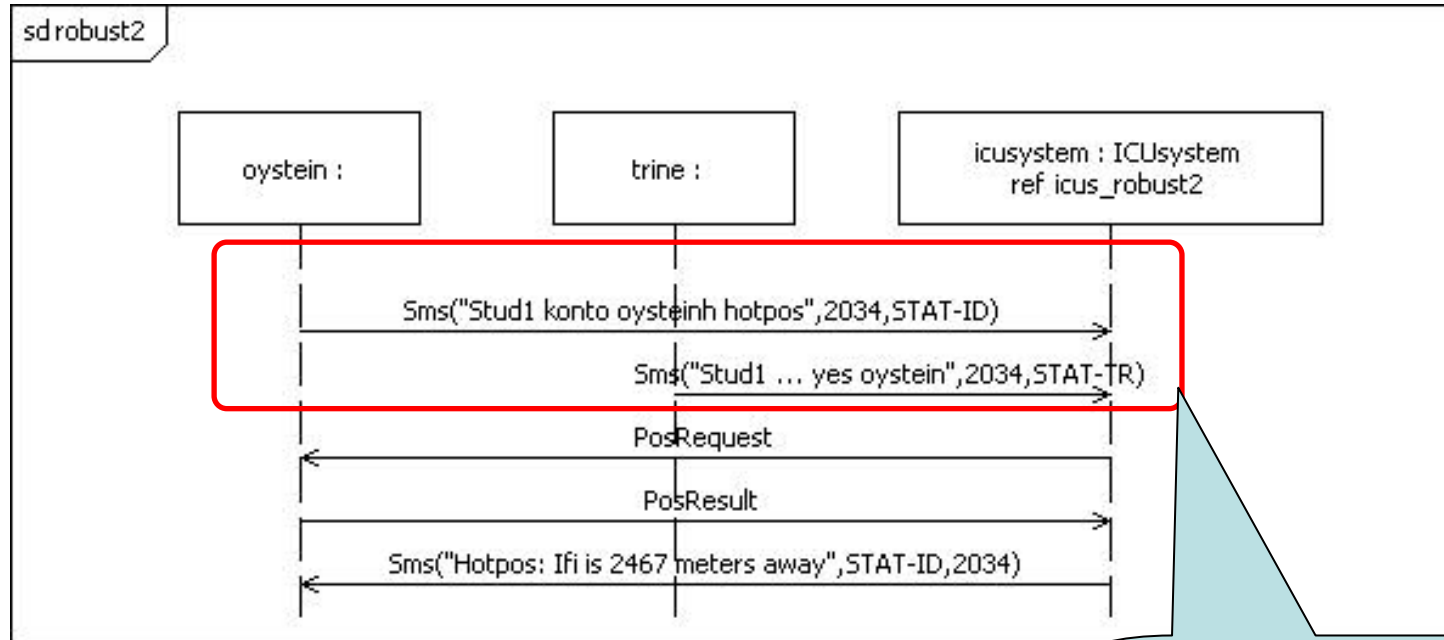 sd robust2
oystein :
trine :
icusystem : ICUsystem
ref icus_robust2
Sms("Stud1 konto oysteinh hotpos",2034,STAT-ID)
Sms("Stud1 ... yes oystein",2034,STAT-TR)
PosRequest
PosResult
Sms("Hotpos: Ifi is 2467 meters away",STAT-ID,2034)